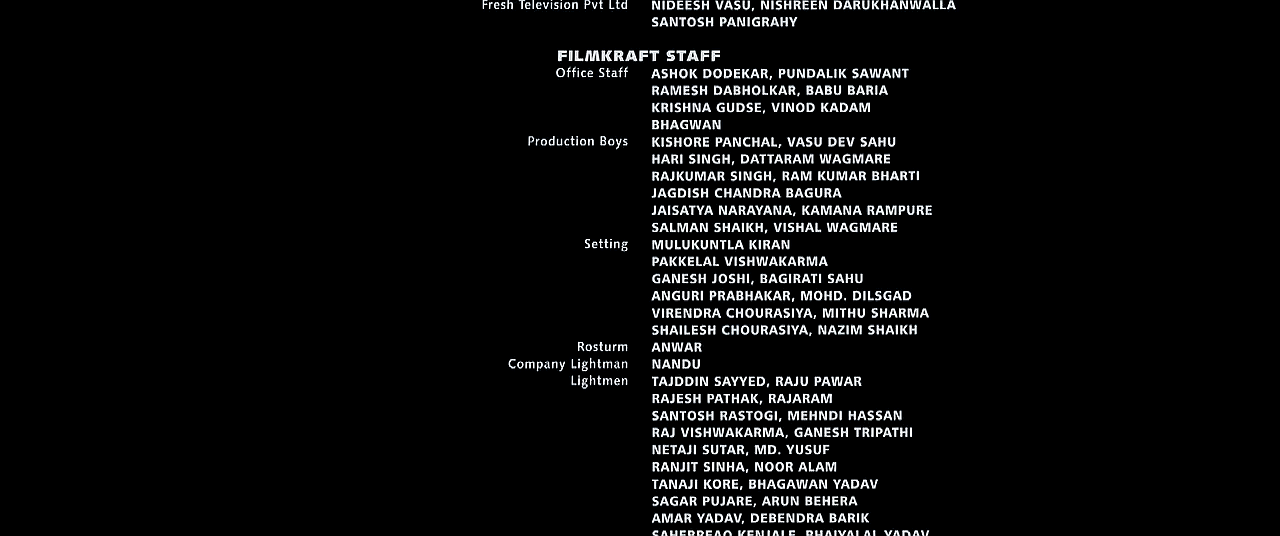 Fresh Television Pvt Ltd NIDEESH VASU, NISHREEN DARUKHANWALLA
SANTOSH PANIGRAHY
FILMKRAFT STAFF
Office Staff ASHOK DODEKAR, PUNDALIK SAWANT
RAMESH DABHOLKAR, BABU BARIA
KRISHNA GUDSE, VINOD KADAM
BHAGWAN
Production Boys KISHORE PANCHAL, VASU DEV SAHU
HARI SINGH, DATTARAM WAGMARE
RAJKUMAR SINGH, RAM KUMAR BHARTI
JAGDISH CHANDRA BAGURA
JAISATYA NARAYANA, KAMANA RAMPURE
SALMAN SHAIKH, VISHAL WAGMARE
Setting MULUKUNTLA KIRAN
PAKKELAL VISHWAKARMA
GANESH JOSHI, BAGIRATI SAHU
ANGURI PRABHAKAR, MOHD. DILSGAD
VIRENDRA CHOURASIYA, MITHU SHARMA
SHAILESH CHOURASIYA, NAZIM SHAIKH
Rosturm ANWAR
Company Lightman NANDU
Lightmen TAJDDIN SAYYED, RAJU PAWAR
RAJESH PATHAK, RAJARAM
SANTOSH RASTOGI, MEHNDI HASSAN
RAJ VISHWAKARMA, GANESH TRIPATHI
NETAJI SUTAR, MD. YUSUF
RANJIT SINHA, NOOR ALAM
TANAJI KORE, BHAGAWAN YADAV
SAGAR PUJARE, ARUN BEHERA
AMAR YADAV, DEBENDRA BARIK
SAHEBREAO KENJALE, BHAIYALAL YADAV